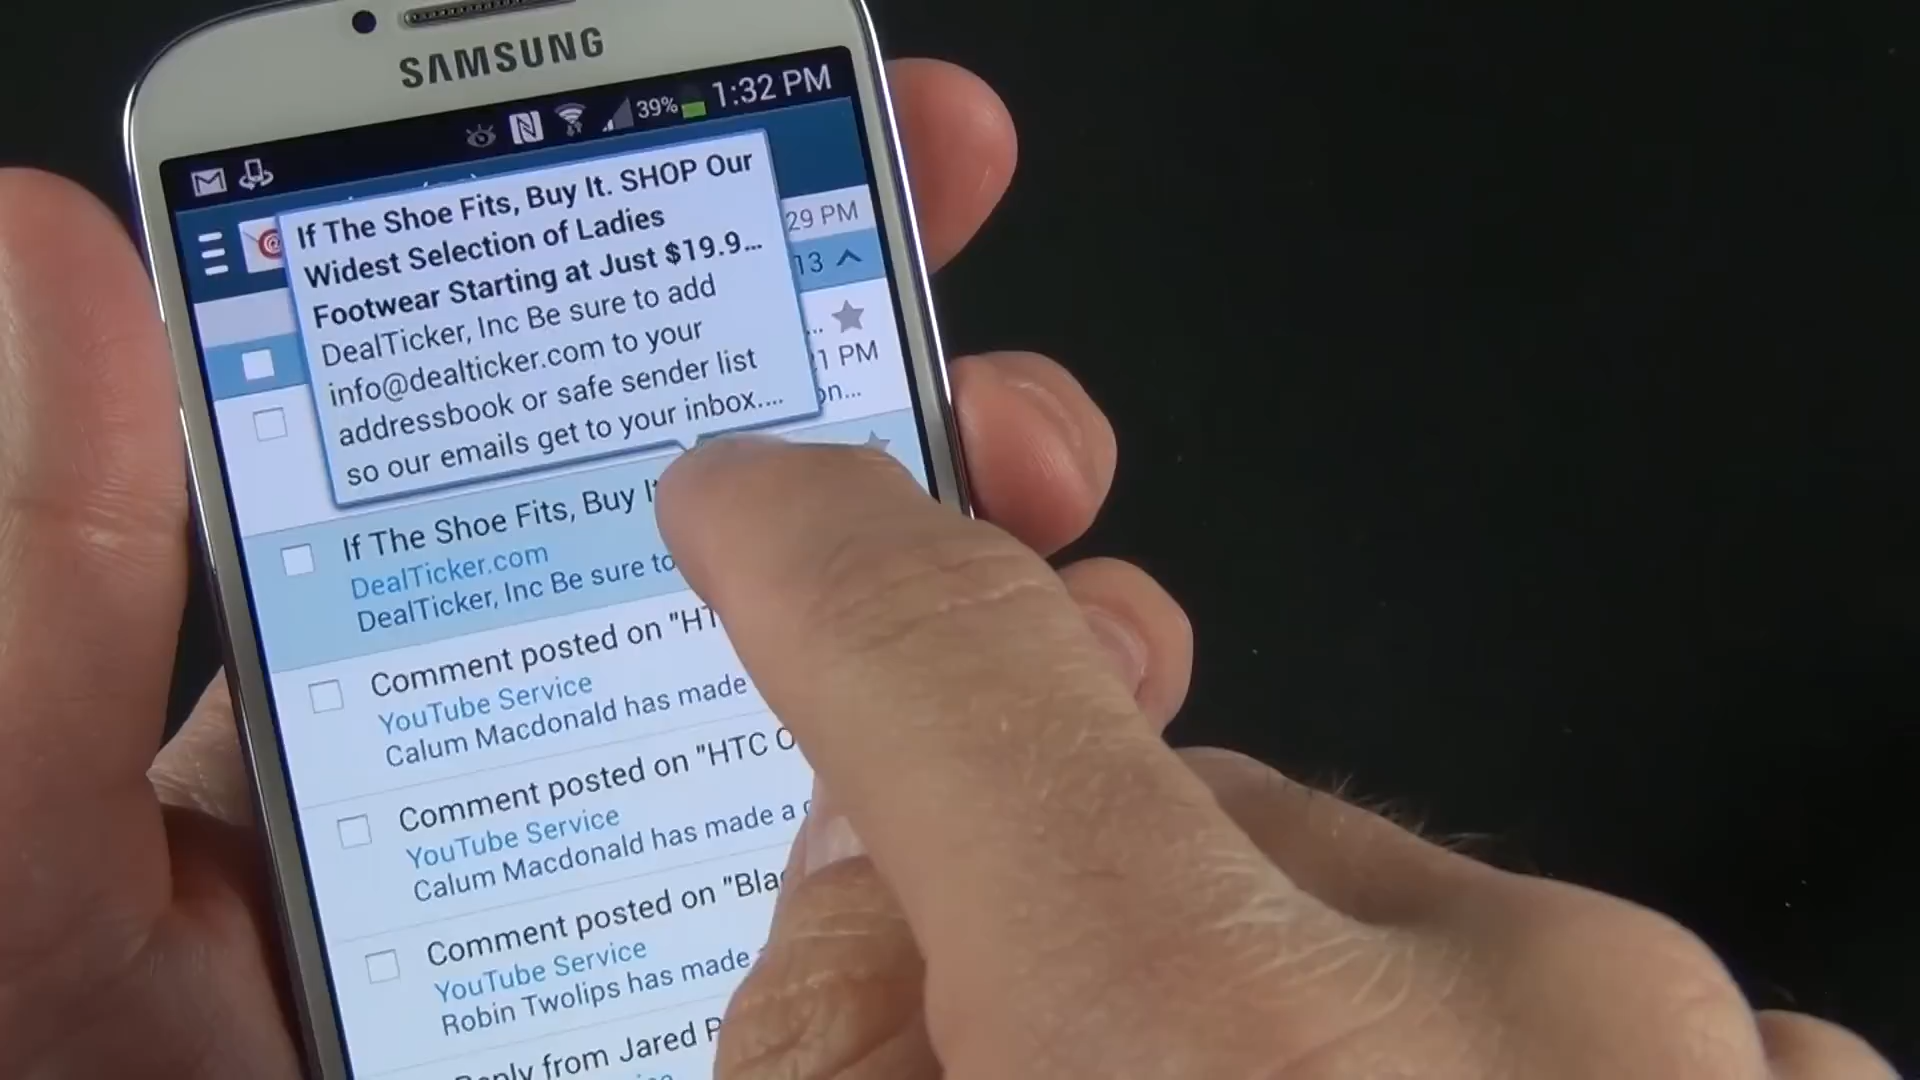 SAMSUNG
39% 1:32 PM
If The Shoe Fits, Buy It. SHOP Our
Widest Selection of Ladies
Footwear Starting at Just $19.9...
DealTicker, Inc Be sure to add
info@dealticker.com to your
addressbook or safe sender list
so our emails get to your inbox....
29 PM
13
...
1 PM
on...
If The Shoe Fits, Buy It
DealTicker.com
DealTicker, Inc Be sure to
Comment posted on "HT
YouTube Service
Calum Macdonald has made
Comment posted on "HTC O
YouTube Service
Calum Macdonald has made a
Comment posted on "Bla
YouTube Service
Robin Twolips has made
from Jared